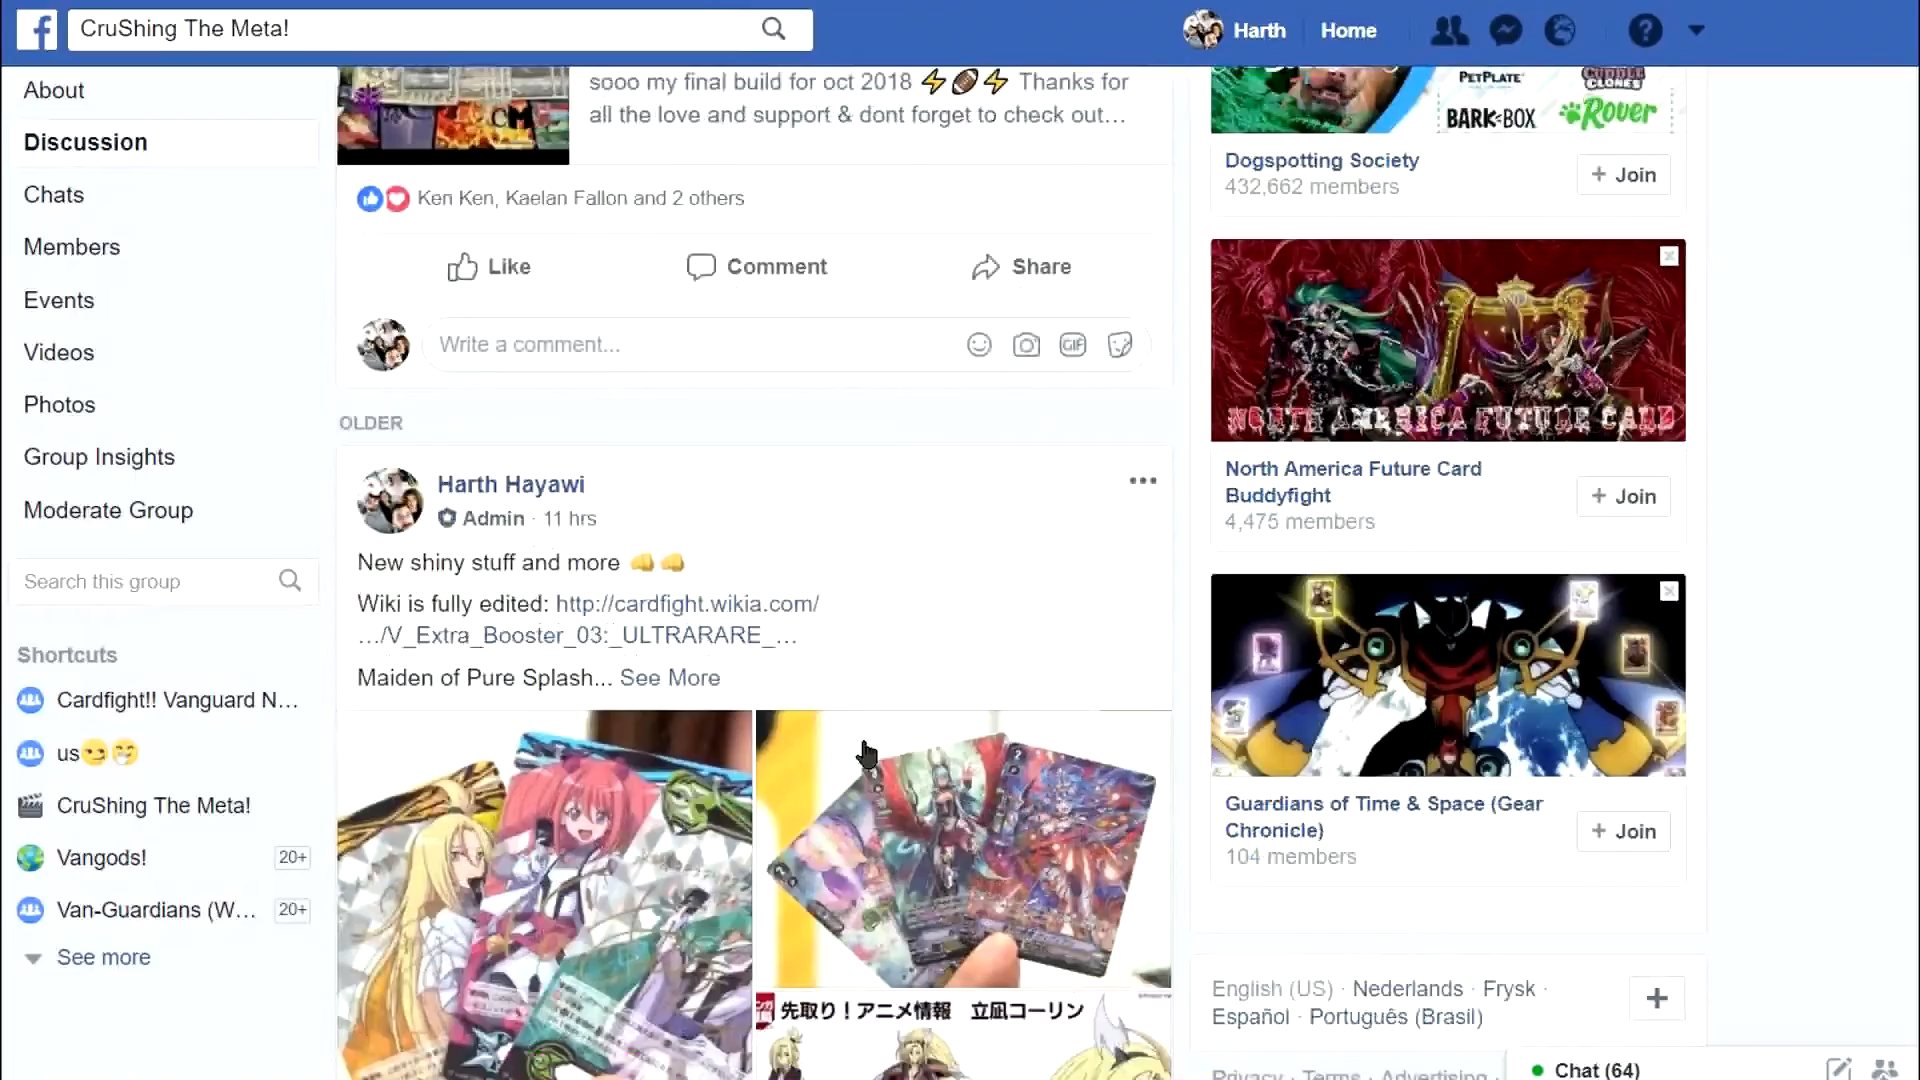 CruShing The Meta!
Harth
Home
About
Discussion
Chats
Members
Events
Videos
Photos
Group Insights
Moderate Group
Search this group
Shortcuts
Cardfight!! Vanguard N...
us
CruShing The Meta!
Vangods!
20+
Van-Guardians (W...
20+
See more
CM
sooo my final build for oct 2018 ⚡🏈⚡ Thanks for
all the love and support & dont forget to check out...
Ken Ken, Kaelan Fallon and 2 others
Like
Comment
Share
Write a comment...
GIF
OLDER
Harth Hayawi
Admin · 11 hrs
New shiny stuff and more 👊👊
Wiki is fully edited: http://cardfight.wikia.com/
.../V_Extra_Booster_03:_ULTRARARE_...
Maiden of Pure Splash... See More
先取り！アニメ情報 立凪コーリン
PETPLATE
CUDDLE
CLONES
BARK BOX
Rover
Dogspotting Society
432,662 members
+ Join
NORTH AMERICA FUTURE CARD
North America Future Card
Buddyfight
4,475 members
+ Join
Guardians of Time & Space (Gear
Chronicle)
104 members
+ Join
English (US) · Nederlands · Frysk ·
Español · Português (Brasil)
Privacy · Terms · Advertising ·
Chat (64)